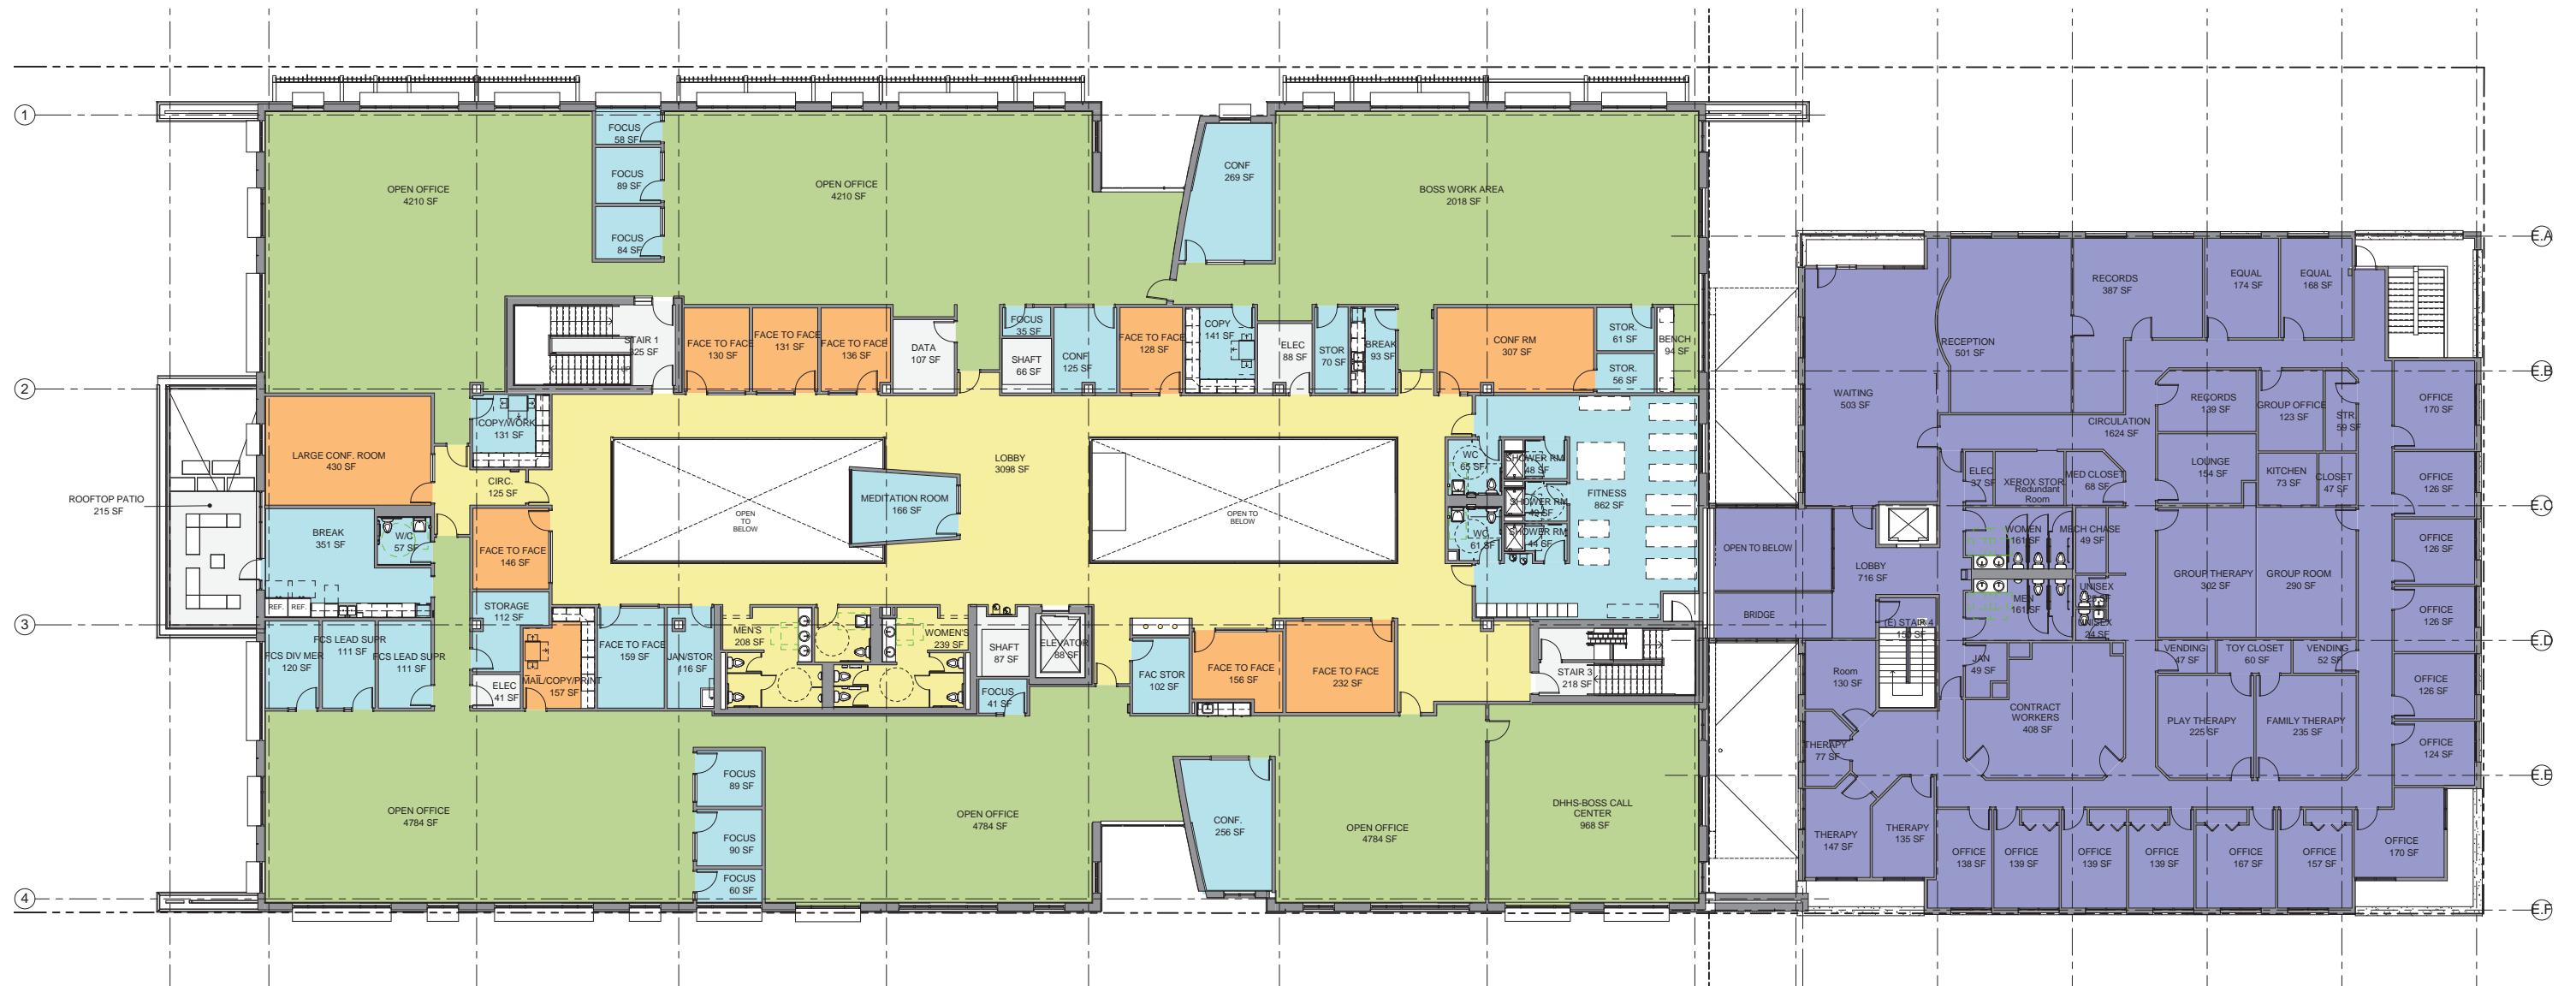 1
FOCUS
58 SF
FOCUS
89 SF
FOCUS
84 SF
OPEN OFFICE
4210 SF
OPEN OFFICE
4210 SF
CONF
269 SF
BOSS WORK AREA
2018 SF
E.A
RECORDS
387 SF
EQUAL
174 SF
EQUAL
168 SF
STAIR 1
325 SF
FACE TO FACE
130 SF
FACE TO FACE
131 SF
FACE TO FACE
136 SF
DATA
107 SF
FOCUS
35 SF
SHAFT
66 SF
CONF
125 SF
FACE TO FACE
128 SF
COPY
141 SF
ELEC
88 SF
STOR
70 SF
BREAK
93 SF
CONF RM
307 SF
STOR.
61 SF
STOR.
56 SF
BENCH
94 SF
RECEPTION
501 SF
2
E.B
WAITING
503 SF
RECORDS
139 SF
GROUP OFFICE
123 SF
STR.
59 SF
OFFICE
170 SF
CIRCULATION
1624 SF
COPY/WORK
131 SF
LARGE CONF. ROOM
430 SF
CIRC.
125 SF
LOBBY
3098 SF
MEDITATION ROOM
166 SF
OPEN
TO
BELOW
OPEN TO
BELOW
WC
65 SF
SHOWER RM
48 SF
SHOWER RM
SHOWER RM
44 SF
WC
61 SF
FITNESS
862 SF
ELEC
37 SF
XEROX STOR
Redundant
Room
MED CLOSET
68 SF
LOUNGE
154 SF
KITCHEN
73 SF
CLOSET
47 SF
OFFICE
126 SF
E.C
ROOFTOP PATIO
215 SF
BREAK
351 SF
W/C
57 SF
REF.
REF.
FACE TO FACE
146 SF
STORAGE
112 SF
OPEN TO BELOW
BRIDGE
LOBBY
716 SF
WOMEN
161 SF
MEN
161 SF
MECH CHASE
49 SF
UNISEX
UNISEX
24 SF
GROUP THERAPY
302 SF
GROUP ROOM
290 SF
OFFICE
126 SF
OFFICE
126 SF
3
E.D
FCS DIV MER
120 SF
FCS LEAD SUPR
111 SF
FCS LEAD SUPR
111 SF
ELEC
41 SF
MAIL/COPY/PRINT
157 SF
FACE TO FACE
159 SF
JAN/STOR
116 SF
MEN'S
208 SF
WOMEN'S
239 SF
SHAFT
87 SF
FOCUS
41 SF
ELEVATOR
88 SF
FAC STOR
102 SF
FACE TO FACE
156 SF
FACE TO FACE
232 SF
STAIR 3
218 SF
(E) STAIR 4
Room
130 SF
JAN
49 SF
VENDING
47 SF
TOY CLOSET
60 SF
VENDING
52 SF
OFFICE
126 SF
CONTRACT
WORKERS
408 SF
PLAY THERAPY
225 SF
FAMILY THERAPY
235 SF
THERAPY
77 SF
OFFICE
124 SF
E.E
FOCUS
89 SF
FOCUS
90 SF
FOCUS
60 SF
OPEN OFFICE
4784 SF
OPEN OFFICE
4784 SF
CONF.
256 SF
OPEN OFFICE
4784 SF
DHHS-BOSS CALL
CENTER
968 SF
THERAPY
147 SF
THERAPY
135 SF
OFFICE
138 SF
OFFICE
139 SF
OFFICE
139 SF
OFFICE
139 SF
OFFICE
167 SF
OFFICE
157 SF
OFFICE
170 SF
4
E.F